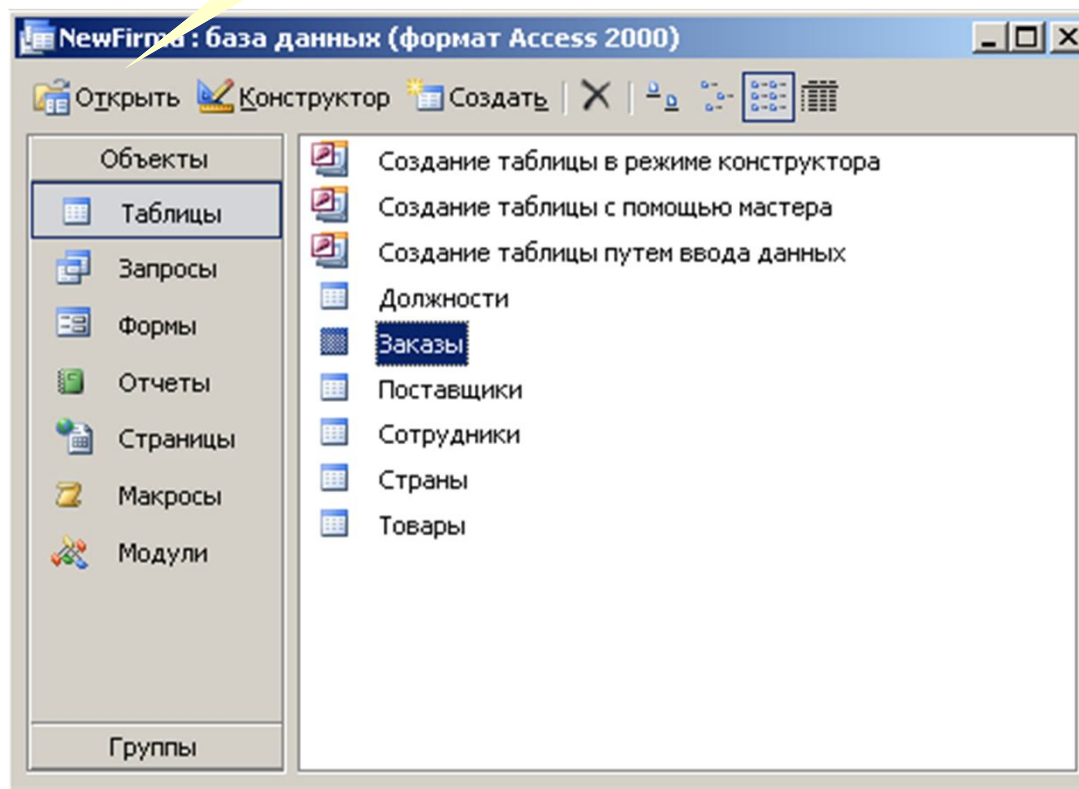 NewFirma : база данных (формат Access 2000)
Открыть Конструктор Создать
Объекты
Таблицы
Запросы
Формы
Отчеты
Страницы
Макросы
Модули
Группы
Создание таблицы в режиме конструктора
Создание таблицы с помощью мастера
Создание таблицы путем ввода данных
Должности
Заказы
Поставщики
Сотрудники
Страны
Товары